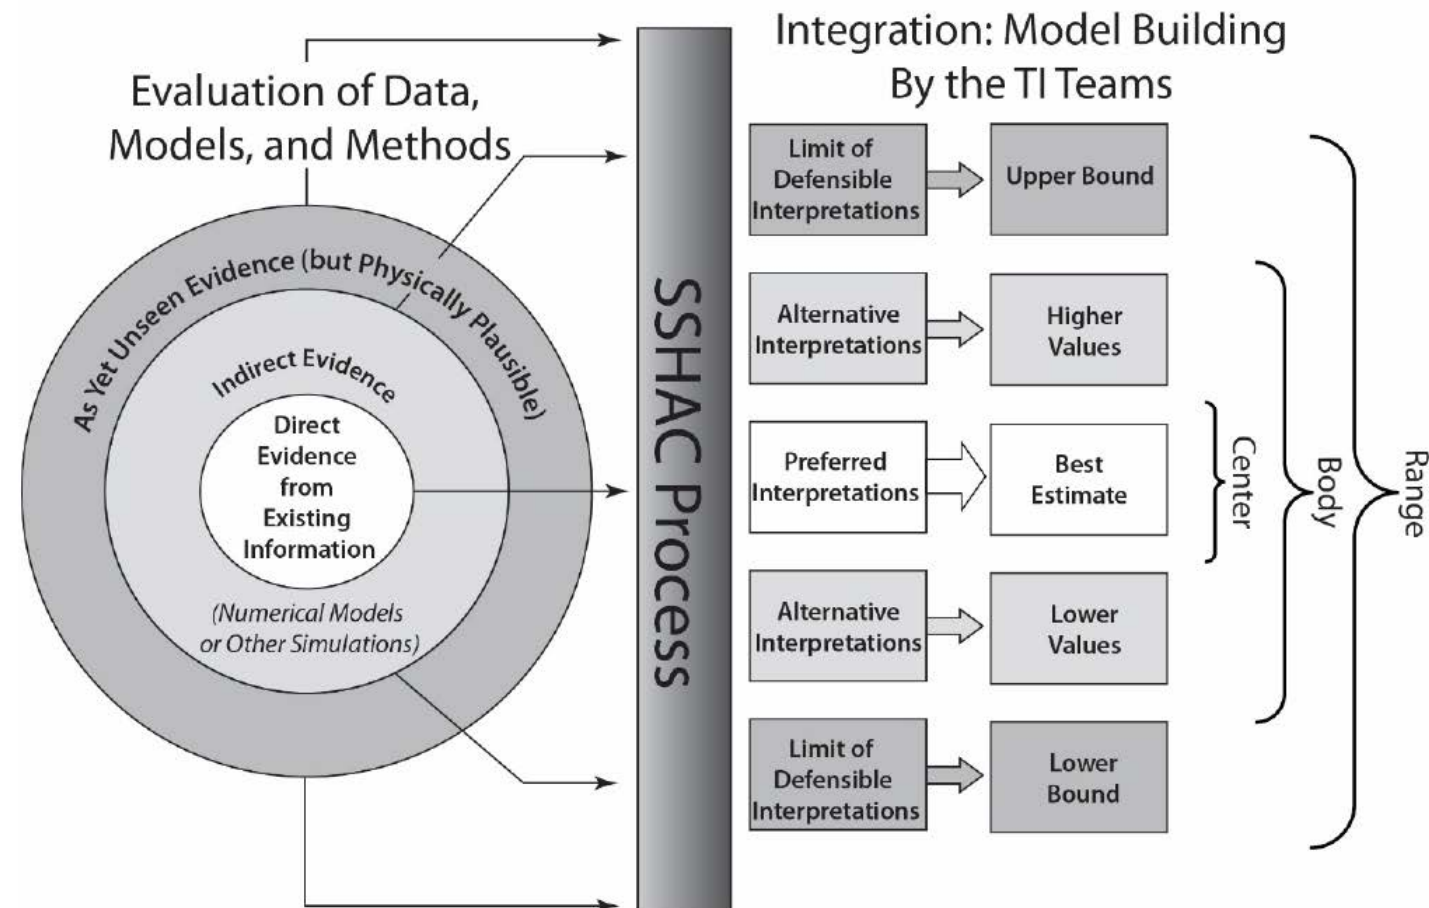 Evaluation of Data,
Models, and Methods
As Yet Unseen Evidence (but Physically Plausible)
Indirect Evidence
Direct
Evidence
from
Existing
Information
(Numerical Models
or Other Simulations)
SSHAC Process
Integration: Model Building
By the TI Teams
Limit of
Defensible
Interpretations
Upper Bound
Alternative
Interpretations
Higher
Values
Preferred
Interpretations
Best
Estimate
Alternative
Interpretations
Lower
Values
Limit of
Defensible
Interpretations
Lower
Bound
Center
Body
Range